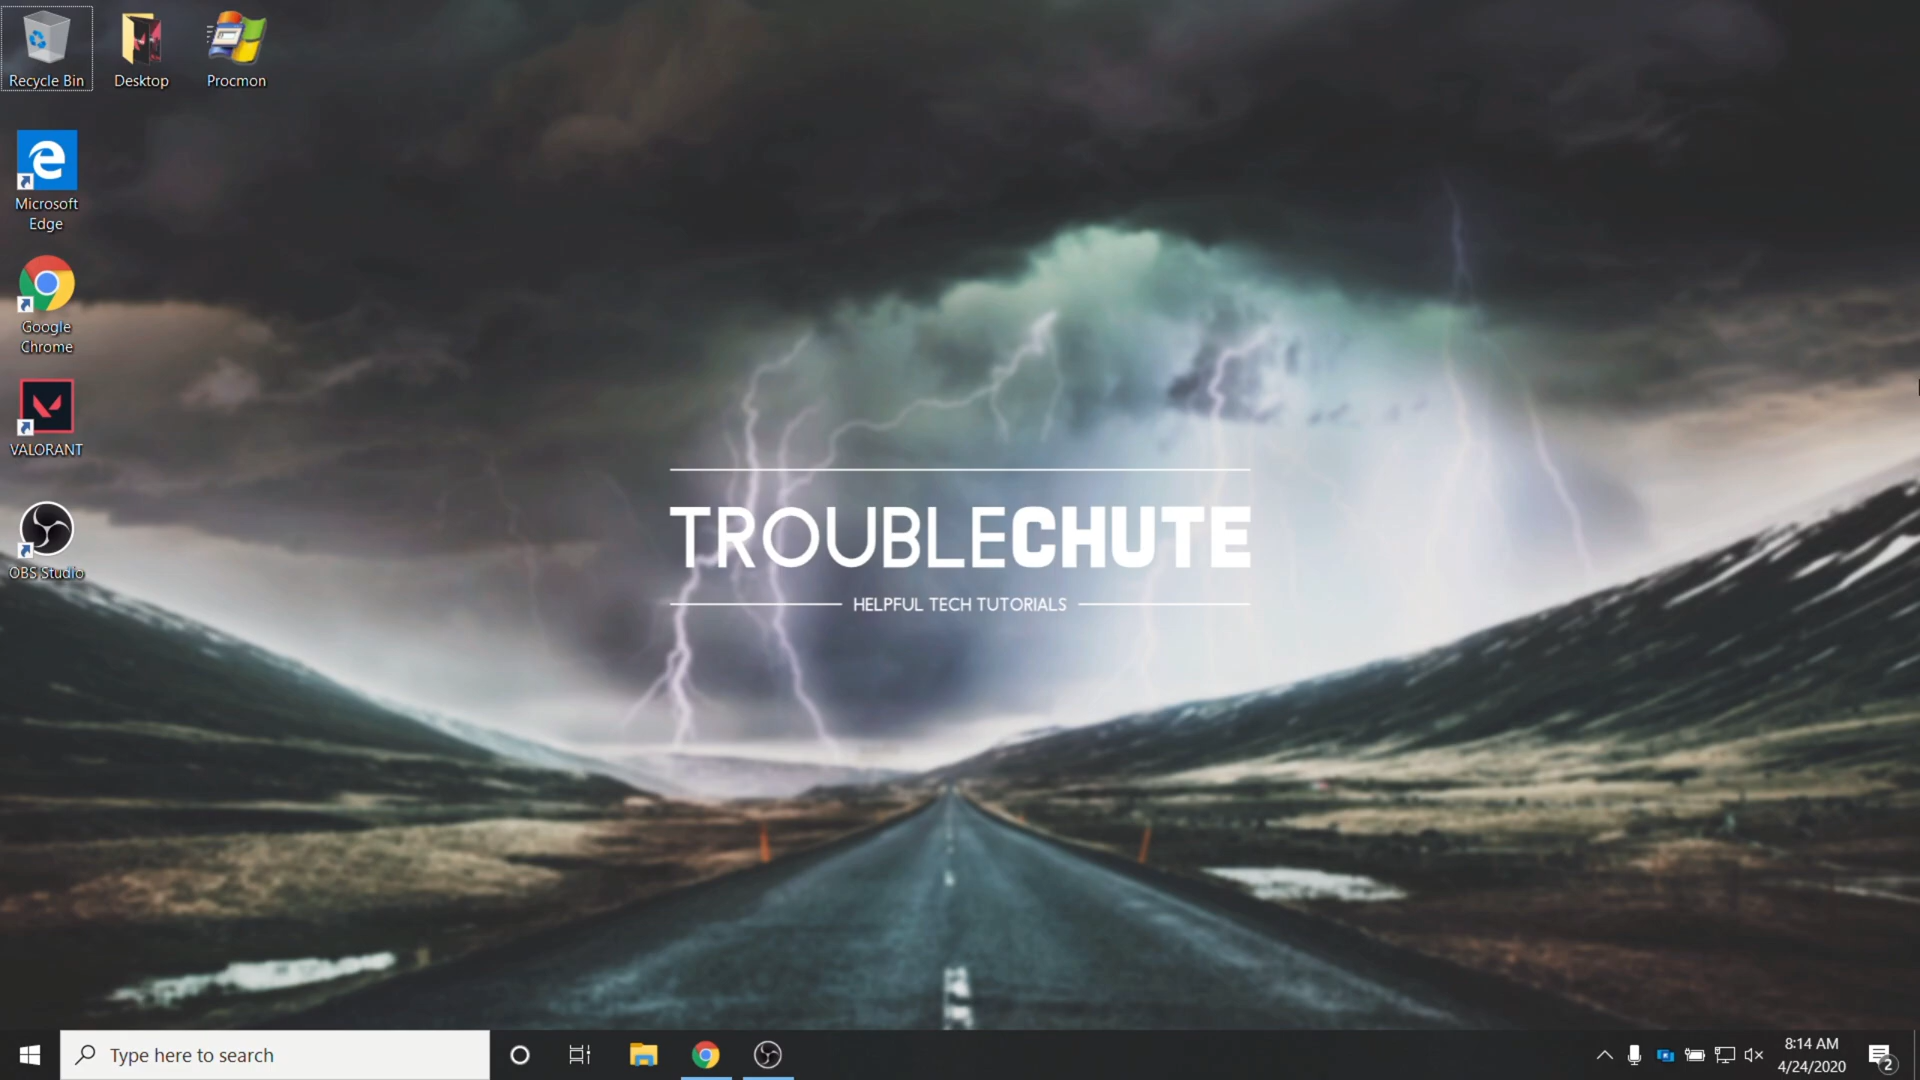 Recycle Bin
Desktop
Procmon
Microsoft
Edge
Google
Chrome
VALORANT
OBS Studio
TROUBLECHUTE
HELPFUL TECH TUTORIALS
Type here to search
8:14 AM
4/24/2020
2